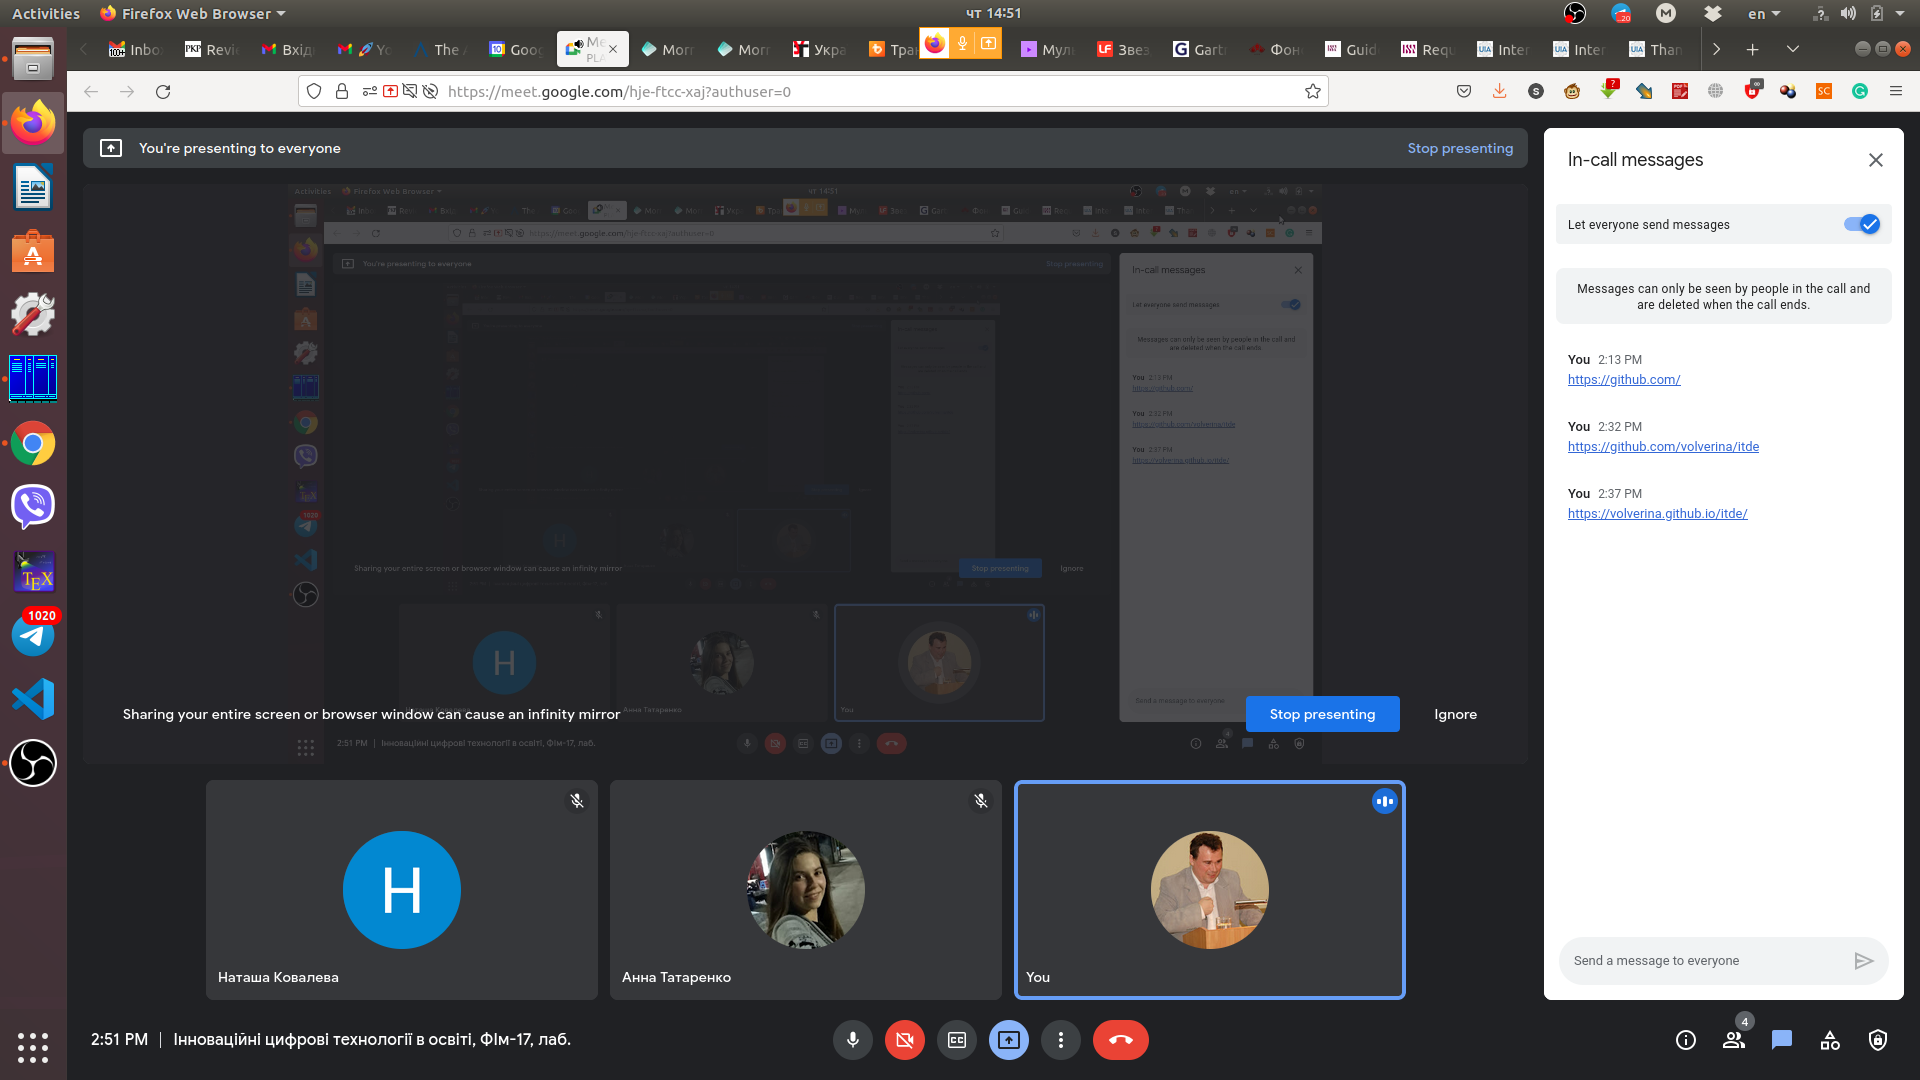 Activities
Firefox Web Browser
чт 14:51
en
Inbo
Revi
Вхід
Yo
The A
Goog
Me
PLA
Morr
Morr
Укра
Тран
Мул
Звез
Gart
Фон
Guid
Requ
Inter
Inter
Than
https://meet.google.com/hje-ftcc-xaj?authuser=0
You're presenting to everyone
Stop presenting
In-call messages
Let everyone send messages
Messages can only be seen by people in the call and
are deleted when the call ends.
You 2:13 PM
https://github.com/
You 2:32 PM
https://github.com/volverina/itde
You 2:37 PM
https://volverina.github.io/itde/
Send a message to everyone
Sharing your entire screen or browser window can cause an infinity mirror
Stop presenting
Ignore
1020
H
Наташа Ковалева
Анна Татаренко
You
2:51 PM | Інноваційні цифрові технології в освіті, ФІм-17, лаб.
4